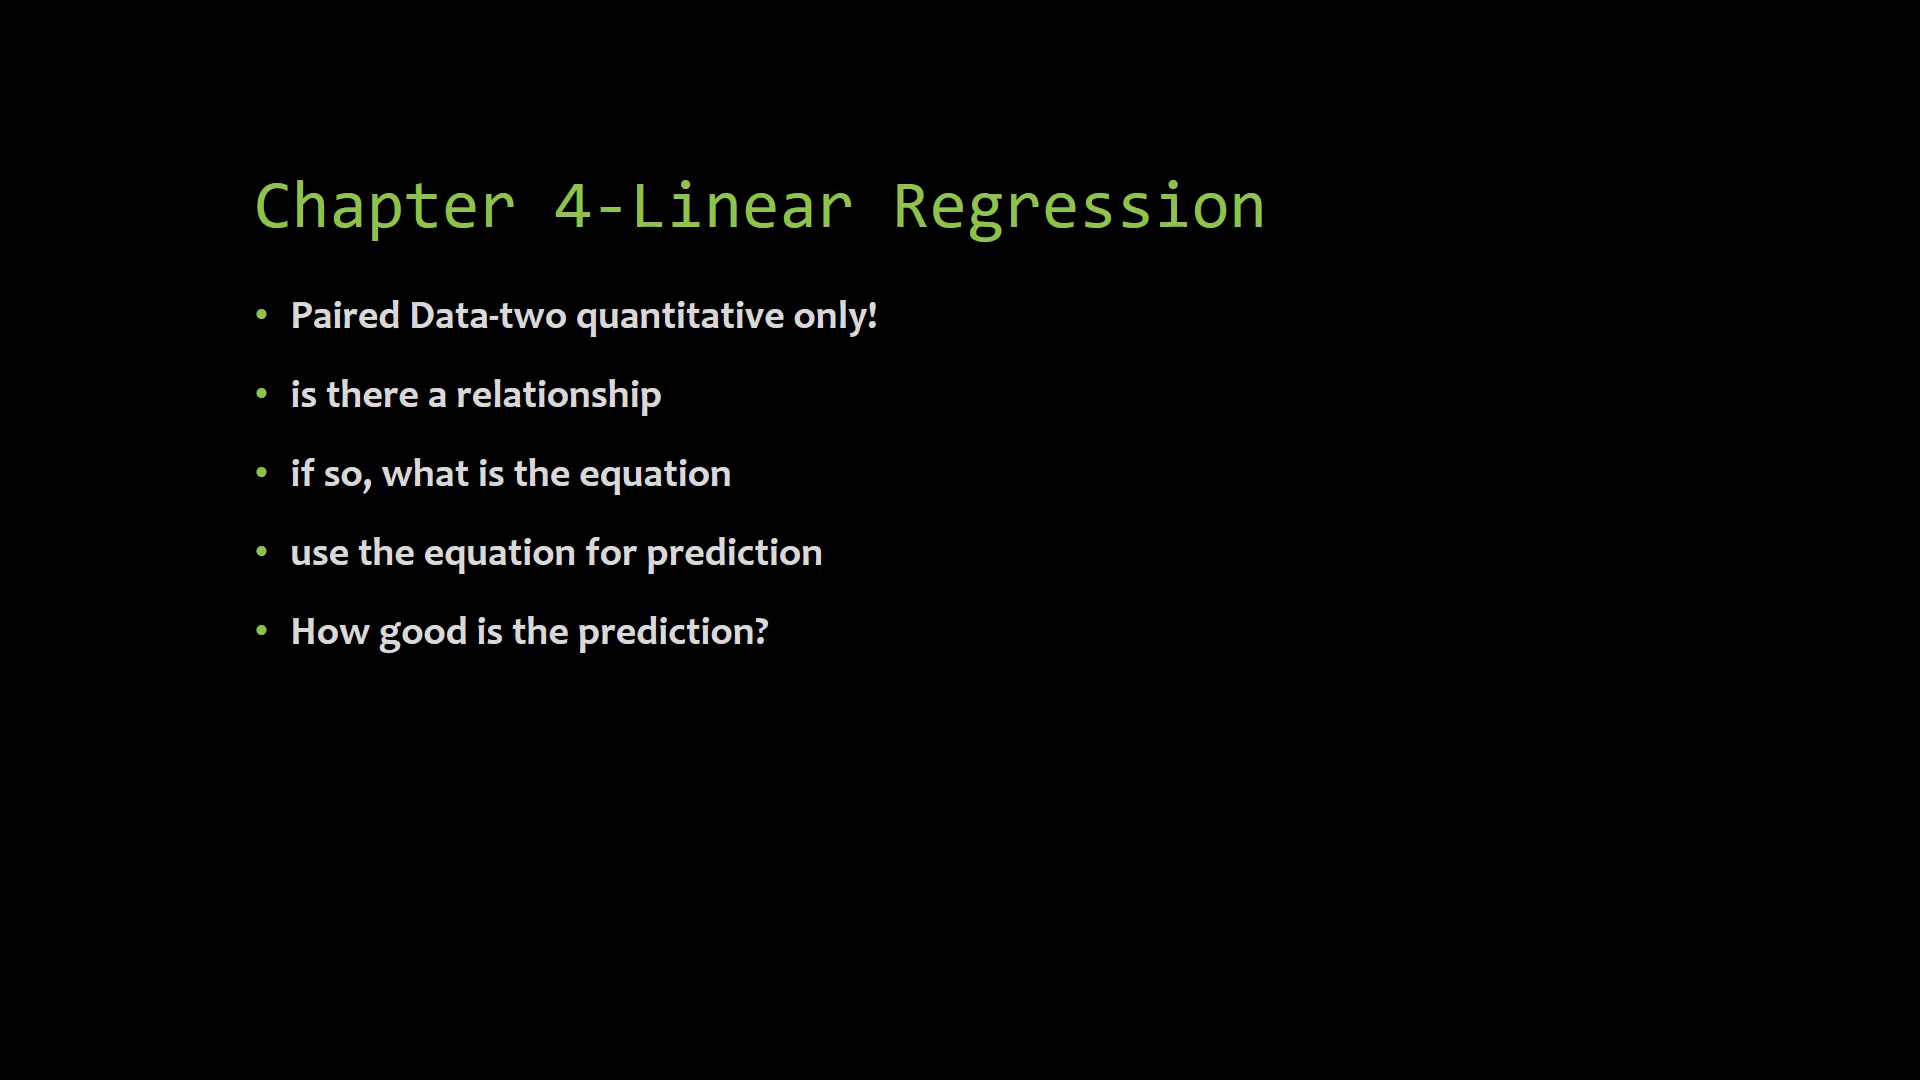 Chapter 4-Linear Regression
• Paired Data-two quantitative only!
• is there a relationship
• if so, what is the equation
• use the equation for prediction
• How good is the prediction?